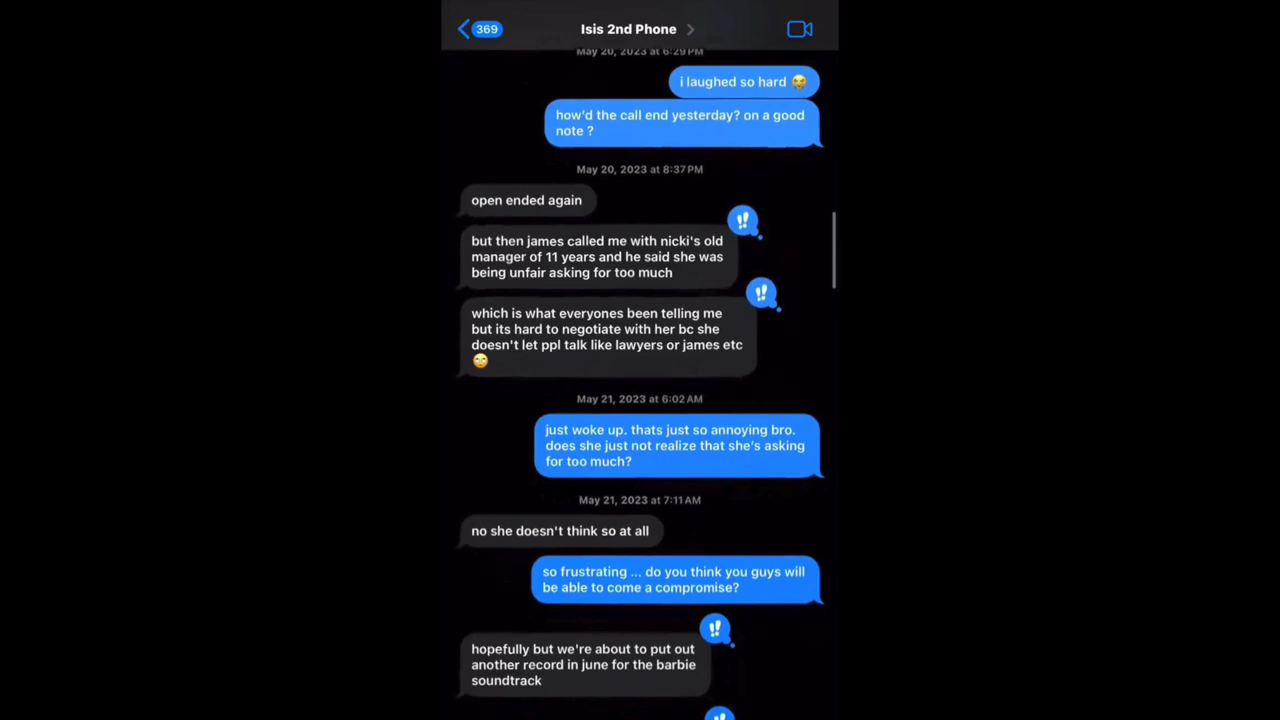 369
Isis 2nd Phone
May 20, 2023 at 6:29 PM
i laughed so hard 😹
how'd the call end yesterday? on a good
note ?
May 20, 2023 at 8:37 PM
open ended again
but then james called me with nicki's old
manager of 11 years and he said she was
being unfair asking for too much
which is what everyones been telling me
but its hard to negotiate with her bc she
doesn't let ppl talk like lawyers or james etc
🙄
May 21, 2023 at 6:02 AM
just woke up. thats just so annoying bro.
does she just not realize that she's asking
for too much?
May 21, 2023 at 7:11 AM
no she doesn't think so at all
so frustrating ... do you think you guys will
be able to come a compromise?
hopefully but we're about to put out
another record in june for the barbie
soundtrack